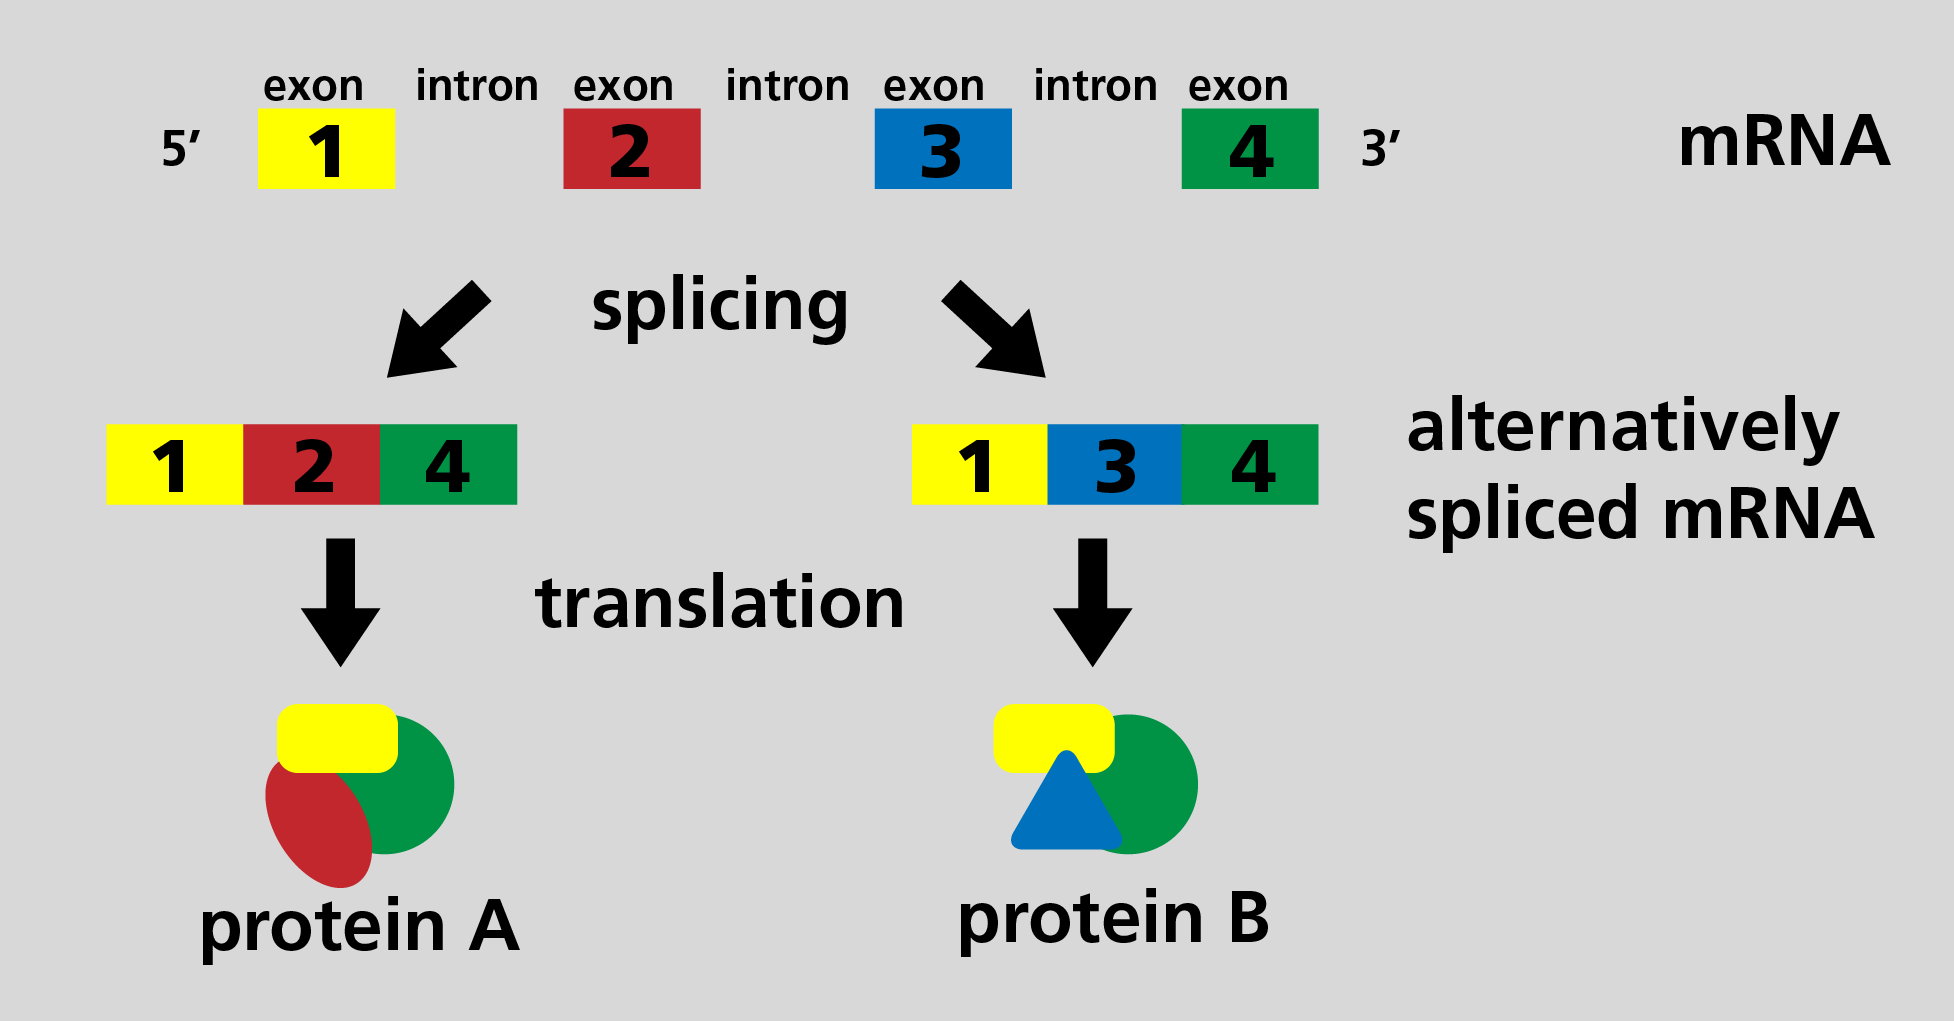 exon intron exon intron exon intron exon
5′ 1 2 3 4 3′ mRNA
splicing
1 2 4 1 3 4
alternatively
spliced mRNA
translation
protein A protein B